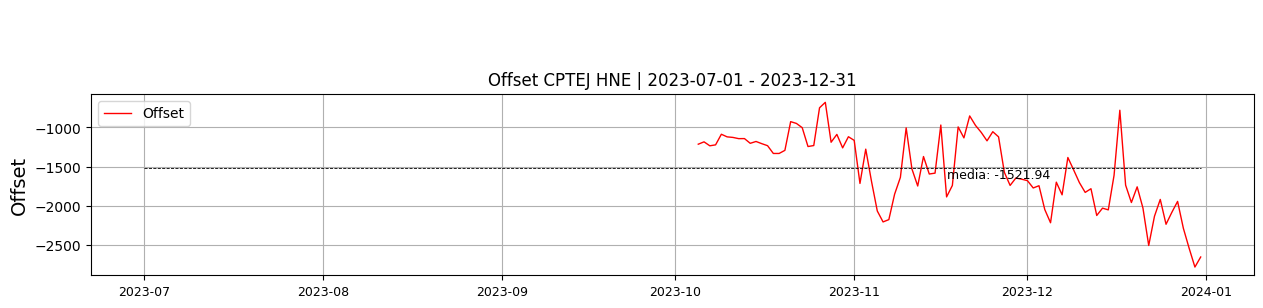 Offset CPTEJ HNE | 2023-07-01 - 2023-12-31
Offset
Offset
−1000
−1500
−2000
−2500
media: -1521.94
2023-07
2023-08
2023-09
2023-10
2023-11
2023-12
2024-01